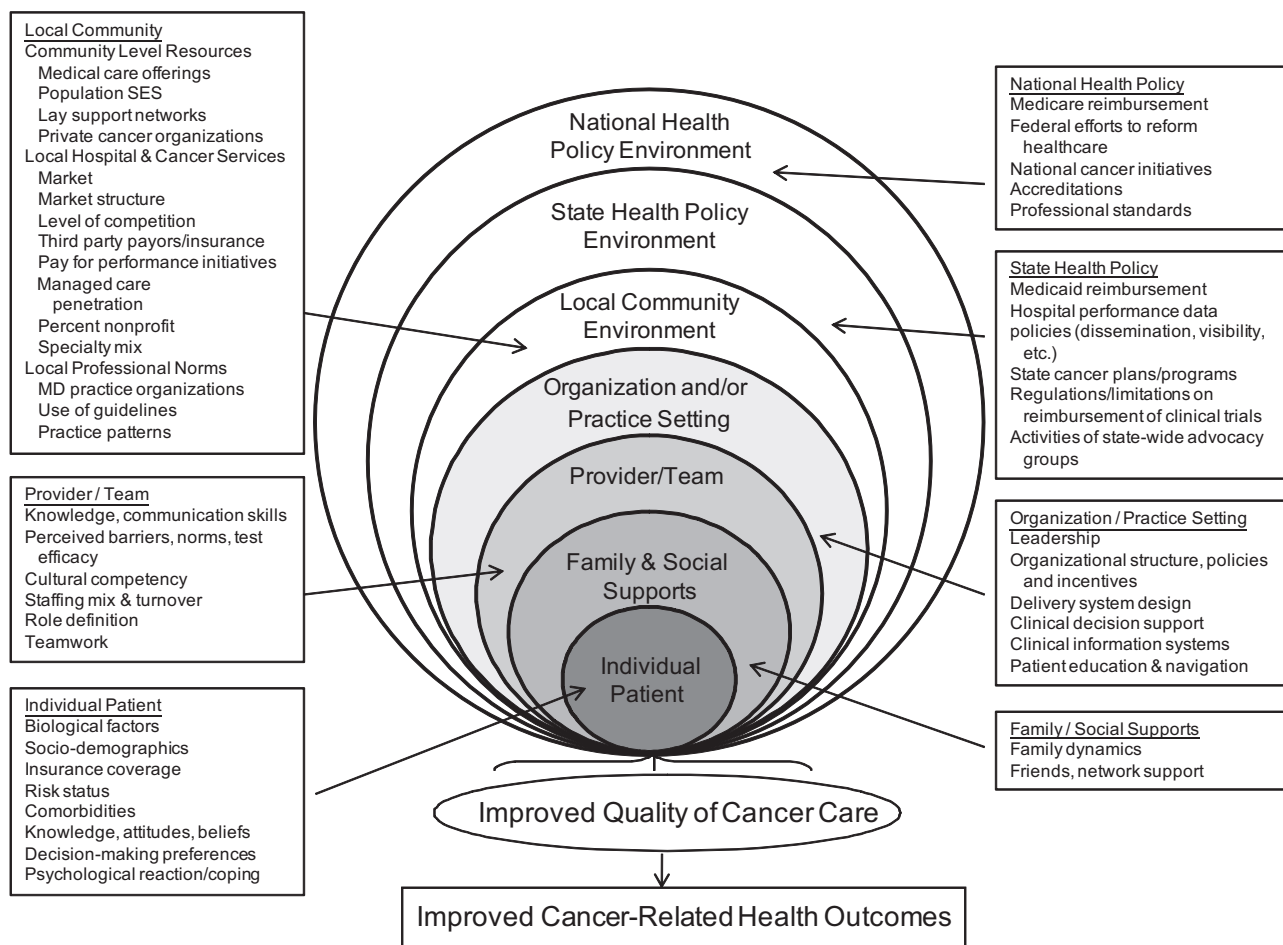 Local Community
Community Level Resources
Medical care offerings
Population SES
Lay support networks
Private cancer organizations
Local Hospital & Cancer Services
Market
Market structure
Level of competition
Third party payors/insurance
Pay for performance initiatives
Managed care
penetration
Percent nonprofit
Specialty mix
Local Professional Norms
MD practice organizations
Use of guidelines
Practice patterns
Provider / Team
Knowledge, communication skills
Perceived barriers, norms, test
efficacy
Cultural competency
Staffing mix & turnover
Role definition
Teamwork
Individual Patient
Biological factors
Socio-demographics
Insurance coverage
Risk status
Comorbidities
Knowledge, attitudes, beliefs
Decision-making preferences
Psychological reaction/coping
National Health
Policy Environment
State Health Policy
Environment
Local Community
Environment
Organization and/or
Practice Setting
Provider/Team
Family & Social
Supports
Individual
Patient
Improved Quality of Cancer Care
Improved Cancer-Related Health Outcomes
National Health Policy
Medicare reimbursement
Federal efforts to reform
healthcare
National cancer initiatives
Accreditations
Professional standards
State Health Policy
Medicaid reimbursement
Hospital performance data
policies (dissemination, visibility,
etc.)
State cancer plans/programs
Regulations/limitations on
reimbursement of clinical trials
Activities of state-wide advocacy
groups
Organization / Practice Setting
Leadership
Organizational structure, policies
and incentives
Delivery system design
Clinical decision support
Clinical information systems
Patient education & navigation
Family / Social Supports
Family dynamics
Friends, network support